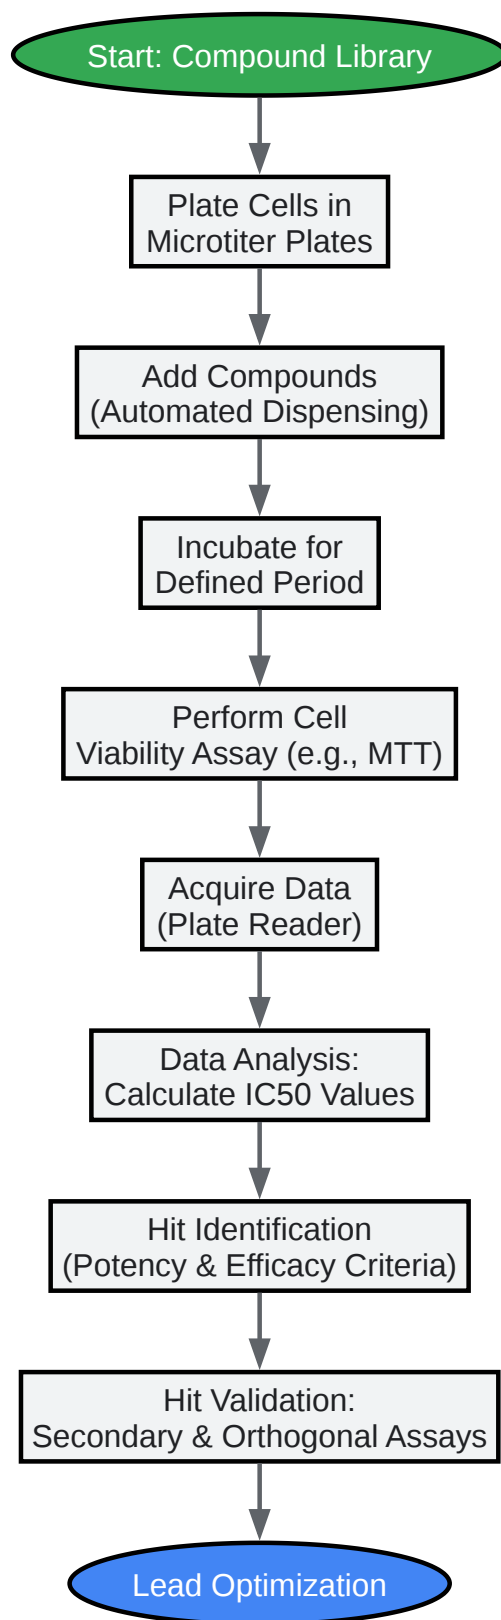 Start: Compound Library
Plate Cells in
Microtiter Plates
Add Compounds
(Automated Dispensing)
Incubate for
Defined Period
Perform Cell
Viability Assay (e.g., MTT)
Acquire Data
(Plate Reader)
Data Analysis:
Calculate IC50 Values
Hit Identification
(Potency & Efficacy Criteria)
Hit Validation:
Secondary & Orthogonal Assays
Lead Optimization